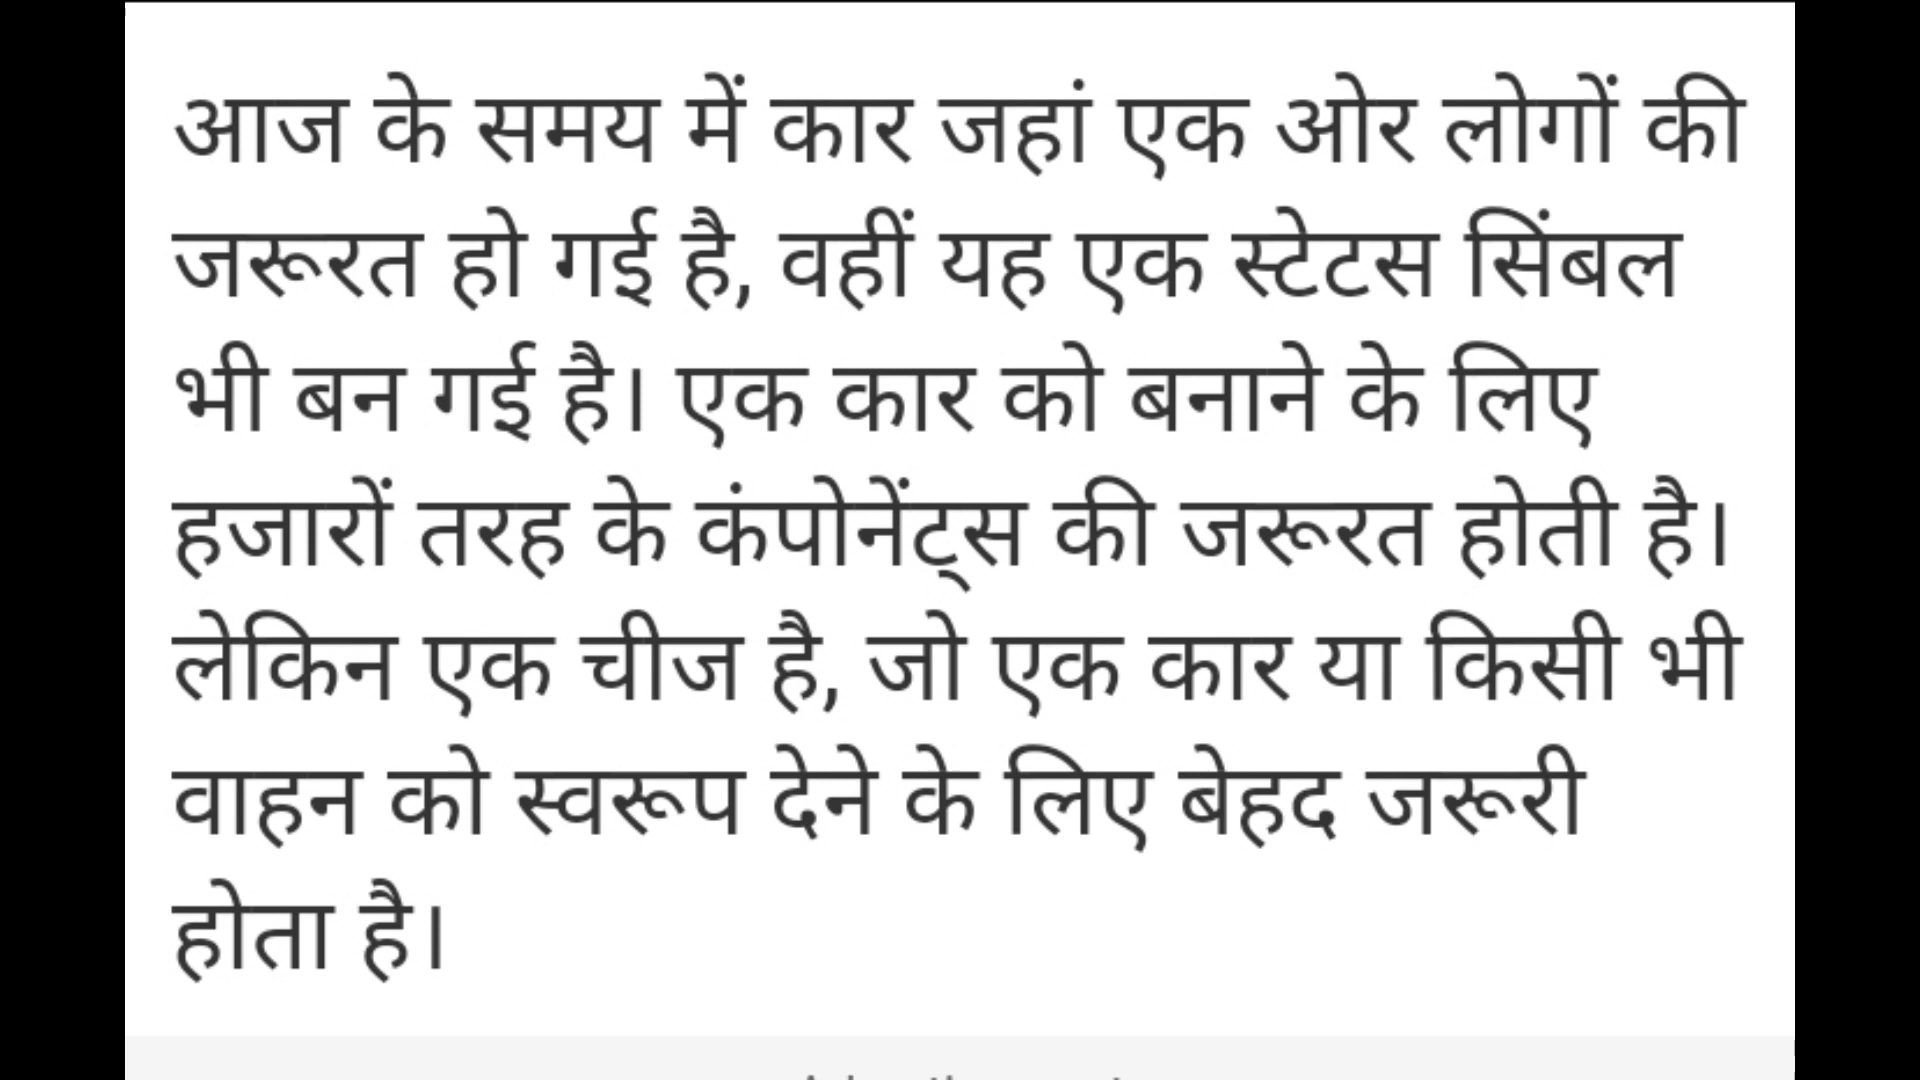 आज के समय में कार जहां एक ओर लोगों की
जरूरत हो गई है, वहीं यह एक स्टेटस सिंबल
भी बन गई है। एक कार को बनाने के लिए
हजारों तरह के कंपोनेंट्स की जरूरत होती है।
लेकिन एक चीज है, जो एक कार या किसी भी
वाहन को स्वरूप देने के लिए बेहद जरूरी
होता है।